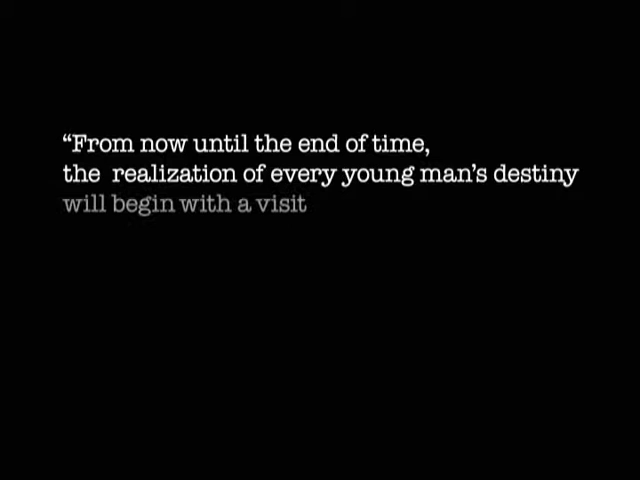 “From now until the end of time,
the  realization of every young man’s destiny
will begin with a visit